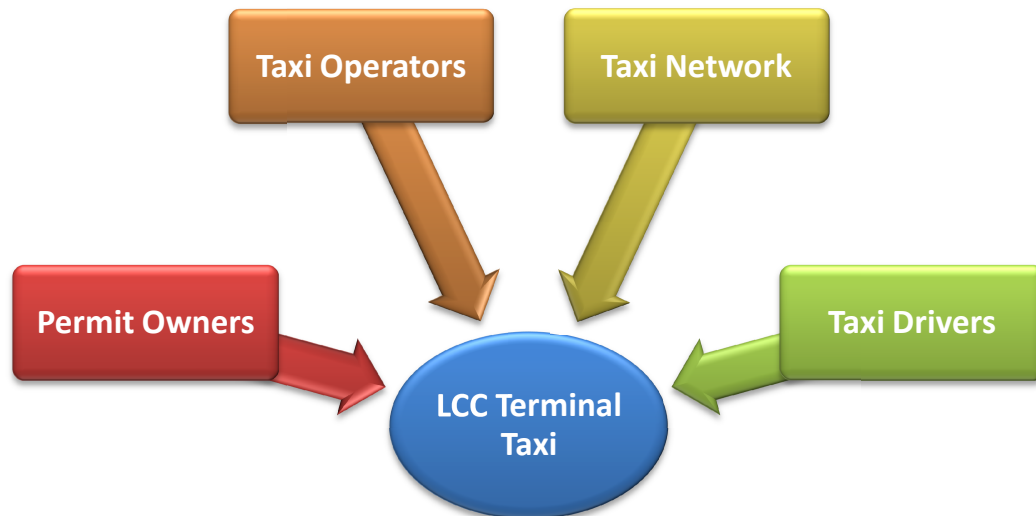 Taxi Operators
Taxi Network
Permit Owners
Taxi Drivers
LCC Terminal
Taxi